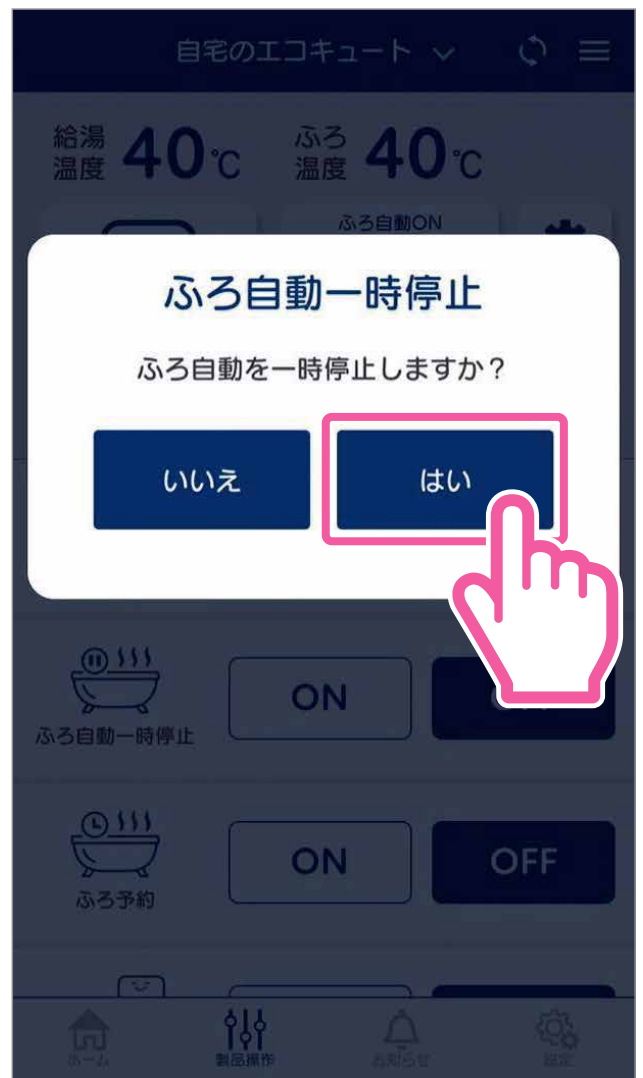 自宅のエコキュート
給湯温度 40℃ ふろ温度 40℃
ふろ自動ON
ふろ自動一時停止
ふろ自動を一時停止しますか？
いいえ はい
ふろ自動一時停止 ON
ふろ予約 ON OFF
ホーム 製品操作 お知らせ 設定